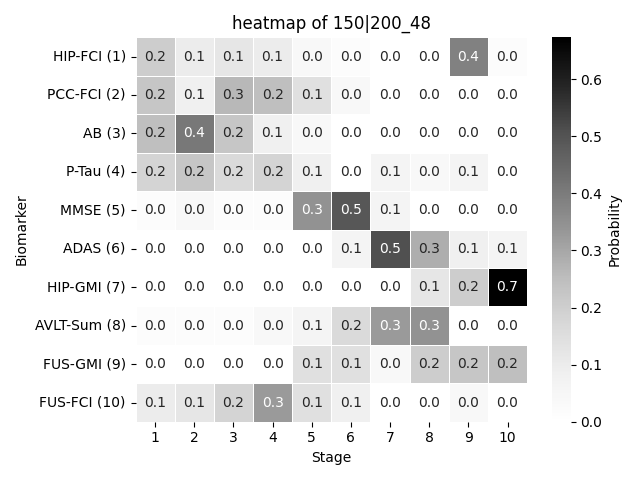 heatmap of 150|200_48
HIP-FCI (1) 0.2 0.1 0.1 0.1 0.0 0.0 0.0 0.0 0.4 0.0
PCC-FCI (2) 0.2 0.1 0.3 0.2 0.1 0.0 0.0 0.0 0.0 0.0
AB (3) 0.2 0.4 0.2 0.1 0.0 0.0 0.0 0.0 0.0 0.0
P-Tau (4) 0.2 0.2 0.2 0.2 0.1 0.0 0.1 0.0 0.1 0.0
MMSE (5) 0.0 0.0 0.0 0.0 0.3 0.5 0.1 0.0 0.0 0.0
ADAS (6) 0.0 0.0 0.0 0.0 0.0 0.1 0.5 0.3 0.1 0.1
HIP-GMI (7) 0.0 0.0 0.0 0.0 0.0 0.0 0.0 0.1 0.2 0.7
AVLT-Sum (8) 0.0 0.0 0.0 0.0 0.1 0.2 0.3 0.3 0.0 0.0
FUS-GMI (9) 0.0 0.0 0.0 0.0 0.1 0.1 0.0 0.2 0.2 0.2
FUS-FCI (10) 0.1 0.1 0.2 0.3 0.1 0.1 0.0 0.0 0.0 0.0
1 2 3 4 5 6 7 8 9 10
Stage
Biomarker
0.6
0.5
0.4
0.3
0.2
0.1
0.0
Probability